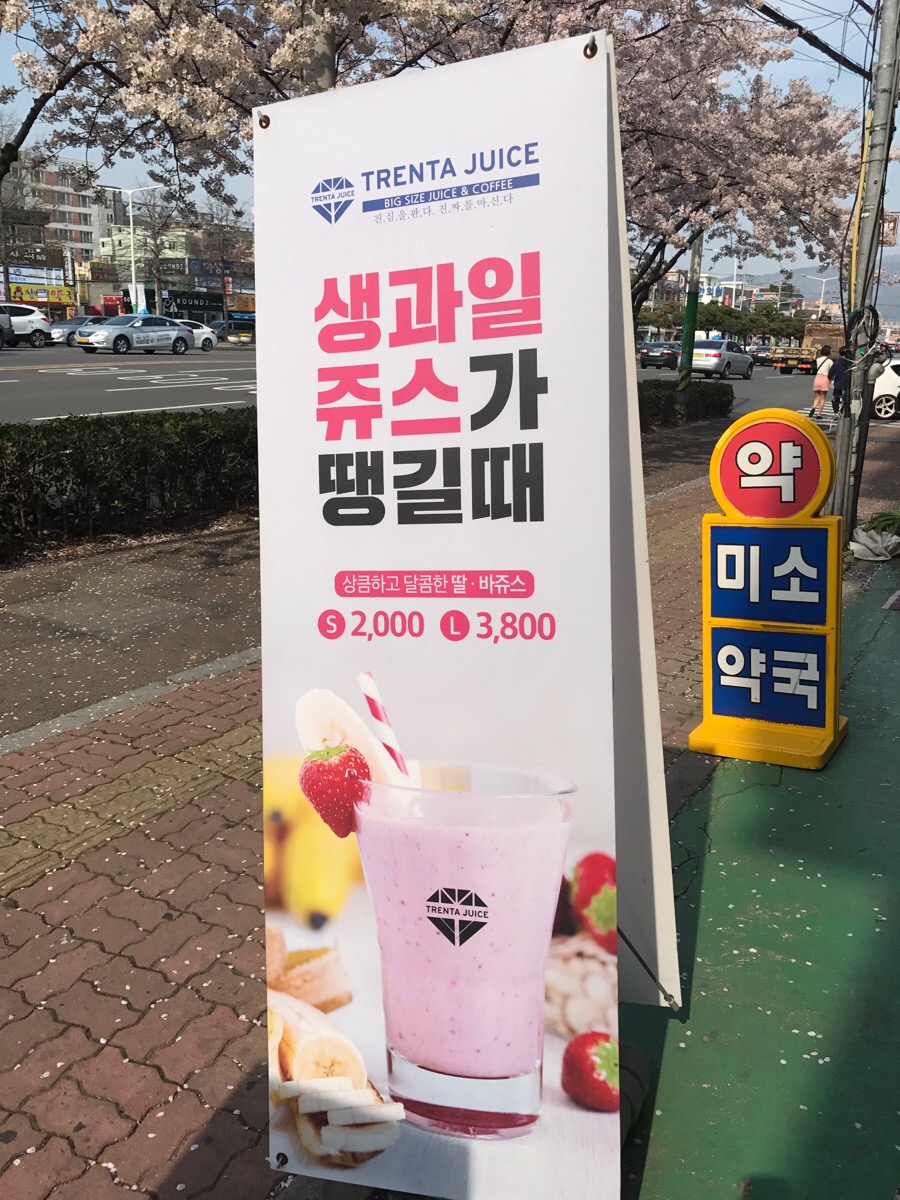 TRENTA JUICE
TRENTA JUICE
BIG SIZE JUICE & COFFEE
진.심.을.판.다. 진.짜.를.마.신.다
생과일
쥬스가
땡길때
상큼하고 달콤한 딸·바쥬스
S 2,000 L 3,800
TRENTA JUICE
약
미소
약국